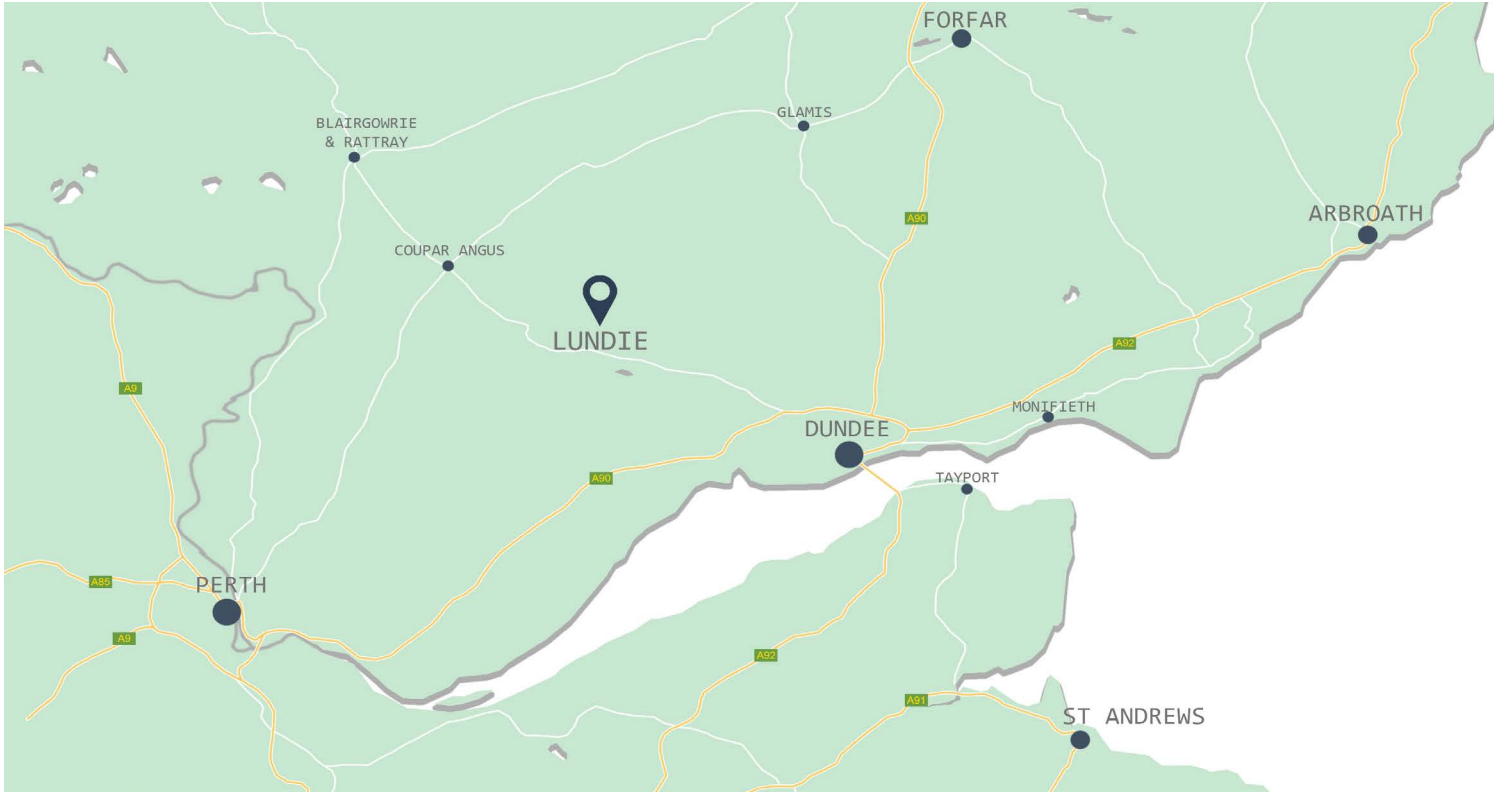 FORFAR
GLAMIS
BLAIRGOWRIE
& RATTRAY
A90
ARBROATH
COUPAR ANGUS
LUNDIE
A92
A9
MONIFIETH
DUNDEE
A90
TAYPORT
A85
PERTH
A9
A92
A91
ST ANDREWS